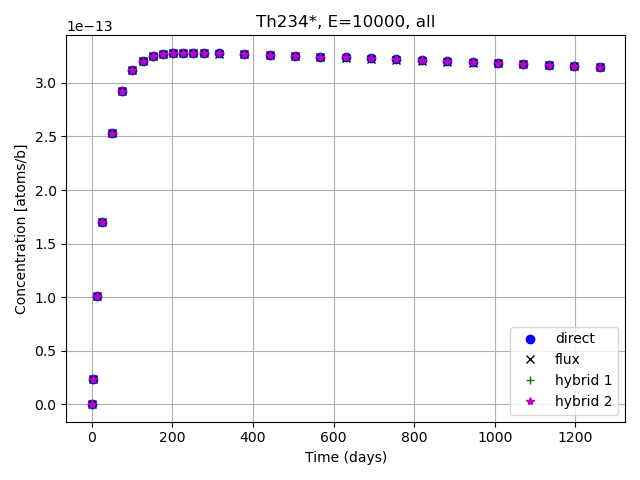 Th234*, E=10000, all
1e−13
3.0
2.5
2.0
1.5
1.0
0.5
0.0
Concentration [atoms/b]
direct
flux
hybrid 1
hybrid 2
0 200 400 600 800 1000 1200
Time (days)